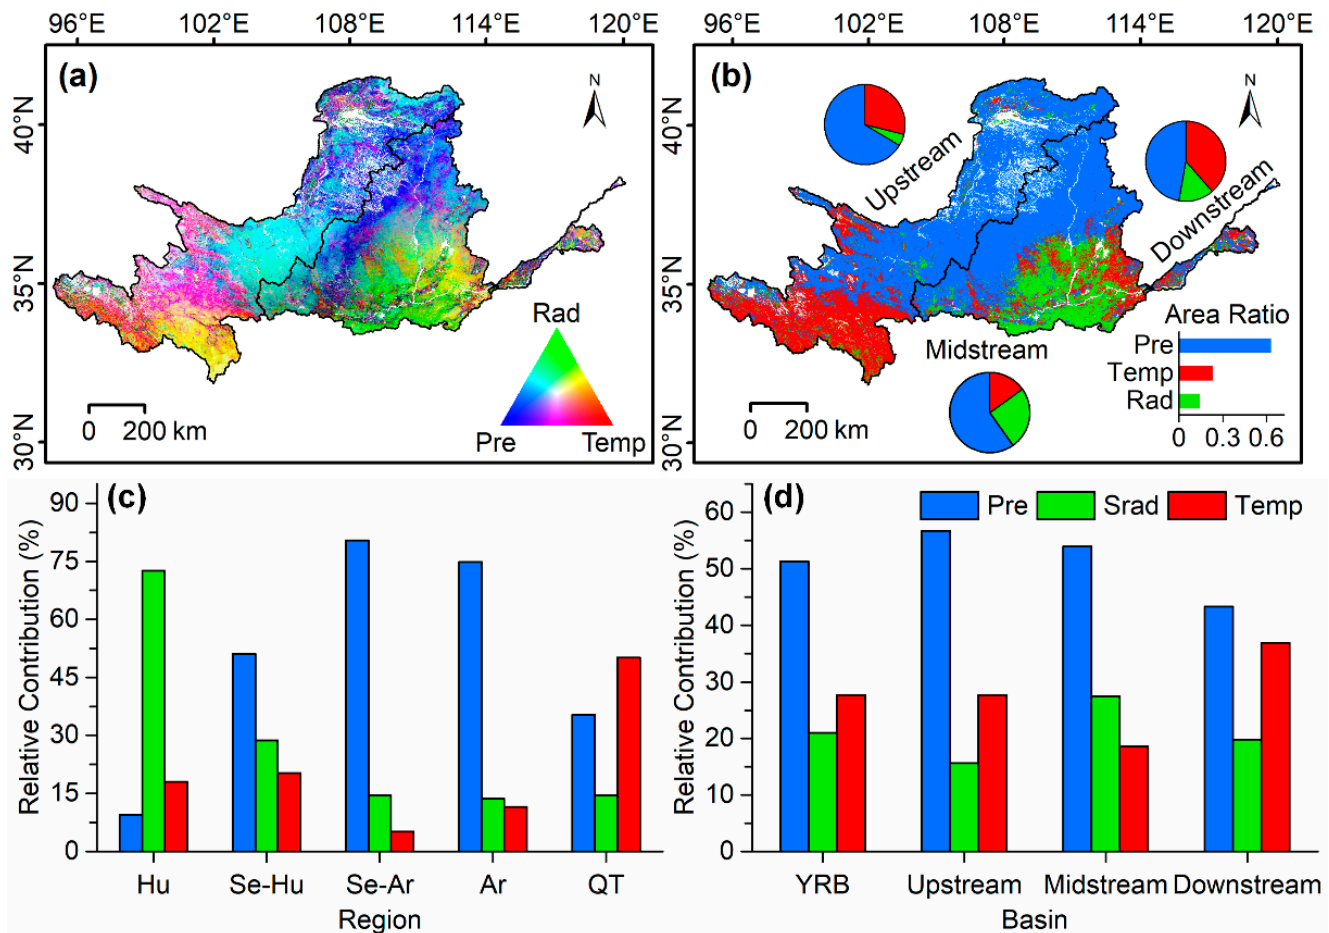 96°E 102°E 108°E 114°E 120°E
96°E 102°E 108°E 114°E 120°E
(a)
N
40°N
35°N
30°N
Rad
Pre Temp
0 200 km
(b)
N
40°N
35°N
30°N
Upstream
Downstream
Midstream
Area Ratio
Pre
Temp
Rad
0 0.3 0.6
0 200 km
(c)
Relative Contribution (%)
90
75
60
45
30
15
0
Hu Se-Hu Se-Ar Ar QT
Region
(d)
Pre Srad Temp
Relative Contribution (%)
60
50
40
30
20
10
0
YRB Upstream Midstream Downstream
Basin